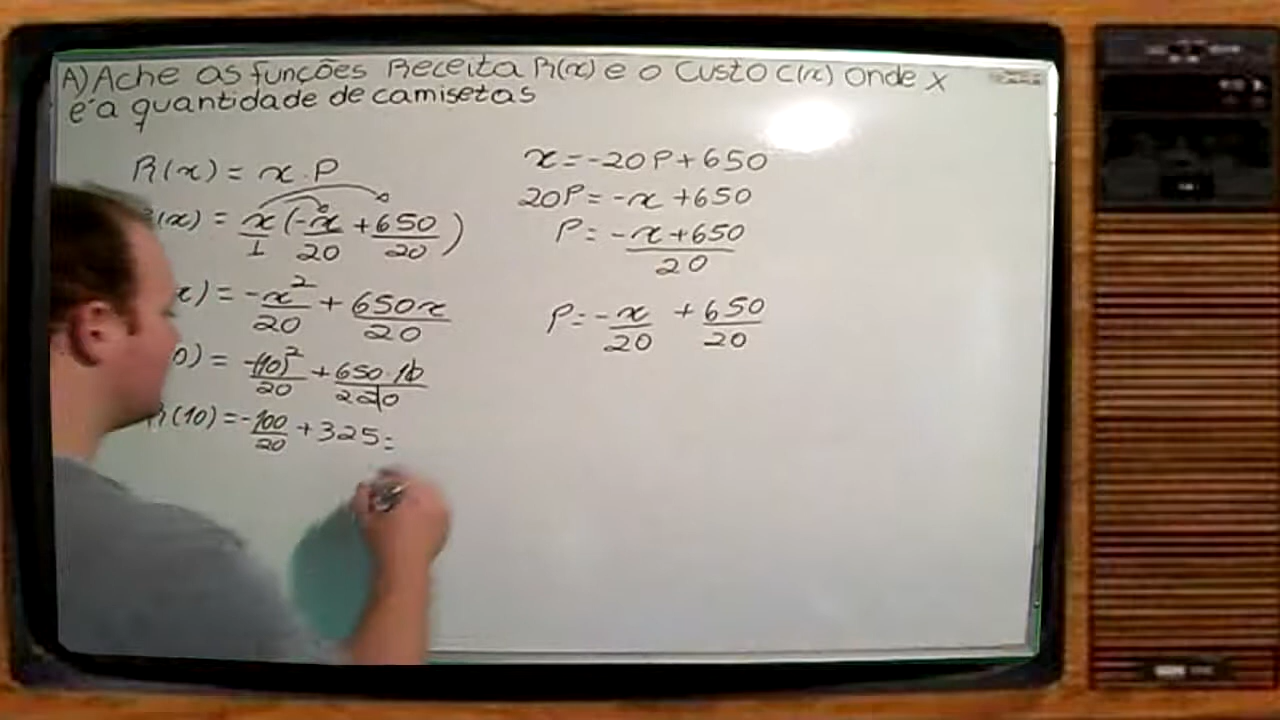 A) Ache as funções Receita R(x) e o Custo C(x) onde x
é a quantidade de camisetas
R(x) = x . P
(x) = x/1 (-x/20 + 650/20)
x) = -x²/20 + 650x/20
0) = -(10)²/20 + 650.10/220
R(10) = -100/20 + 325 =
x = -20P + 650
20P = -x + 650
P = -x + 650/20
P = -x/20 + 650/20